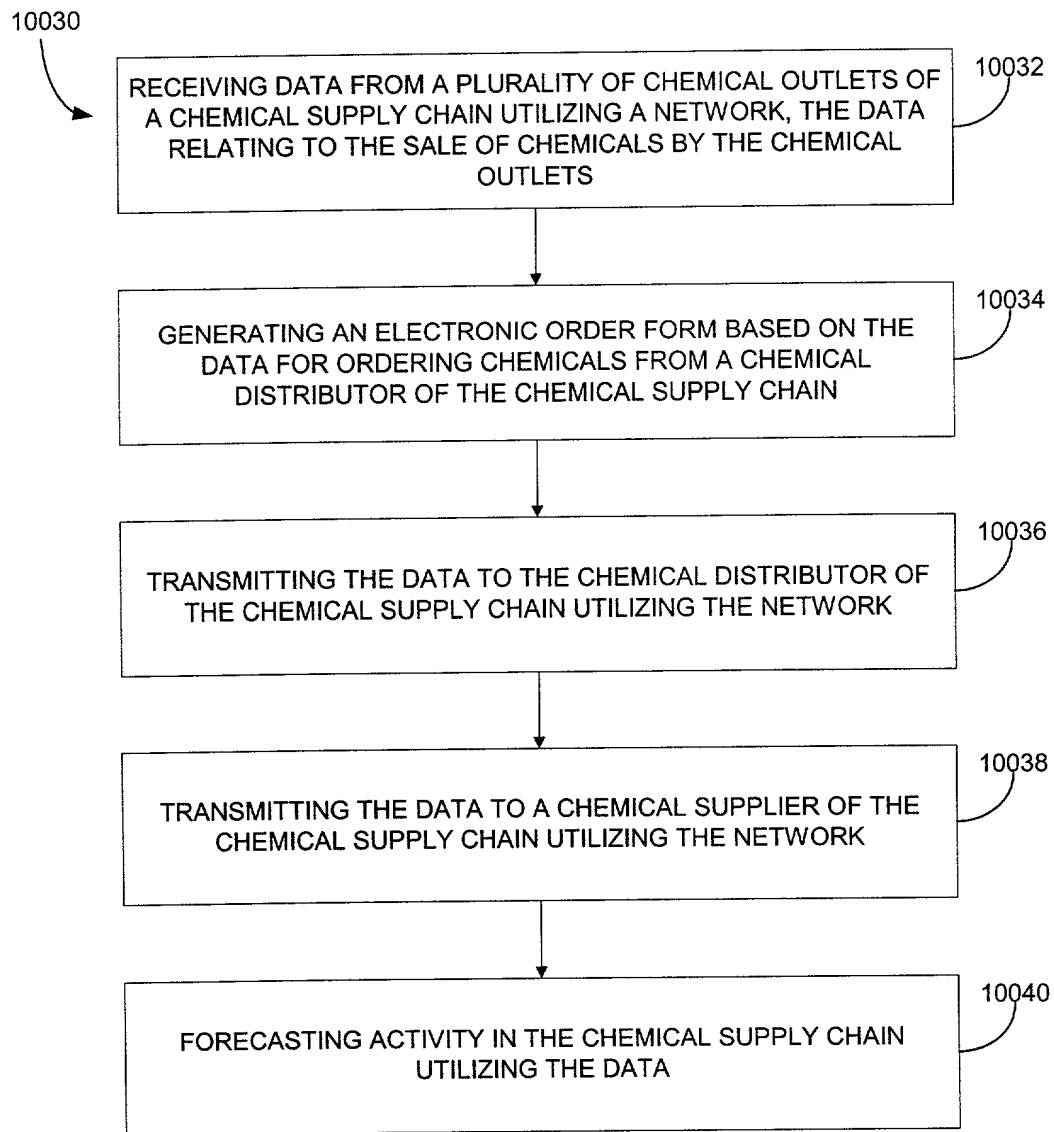 10030
RECEIVING DATA FROM A PLURALITY OF CHEMICAL OUTLETS OF
A CHEMICAL SUPPLY CHAIN UTILIZING A NETWORK, THE DATA
RELATING TO THE SALE OF CHEMICALS BY THE CHEMICAL
OUTLETS
10032
GENERATING AN ELECTRONIC ORDER FORM BASED ON THE
DATA FOR ORDERING CHEMICALS FROM A CHEMICAL
DISTRIBUTOR OF THE CHEMICAL SUPPLY CHAIN
10034
TRANSMITTING THE DATA TO THE CHEMICAL DISTRIBUTOR OF
THE CHEMICAL SUPPLY CHAIN UTILIZING THE NETWORK
10036
TRANSMITTING THE DATA TO A CHEMICAL SUPPLIER OF THE
CHEMICAL SUPPLY CHAIN UTILIZING THE NETWORK
10038
FORECASTING ACTIVITY IN THE CHEMICAL SUPPLY CHAIN
UTILIZING THE DATA
10040